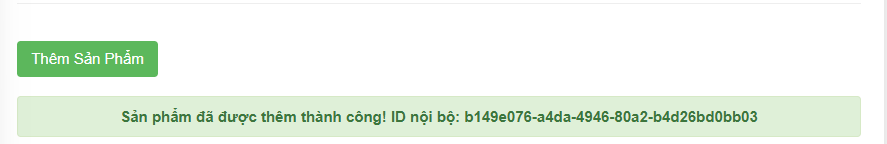 Thêm Sản Phẩm
Sản phẩm đã được thêm thành công! ID nội bộ: b149e076-a4da-4946-80a2-b4d26bd0bb03